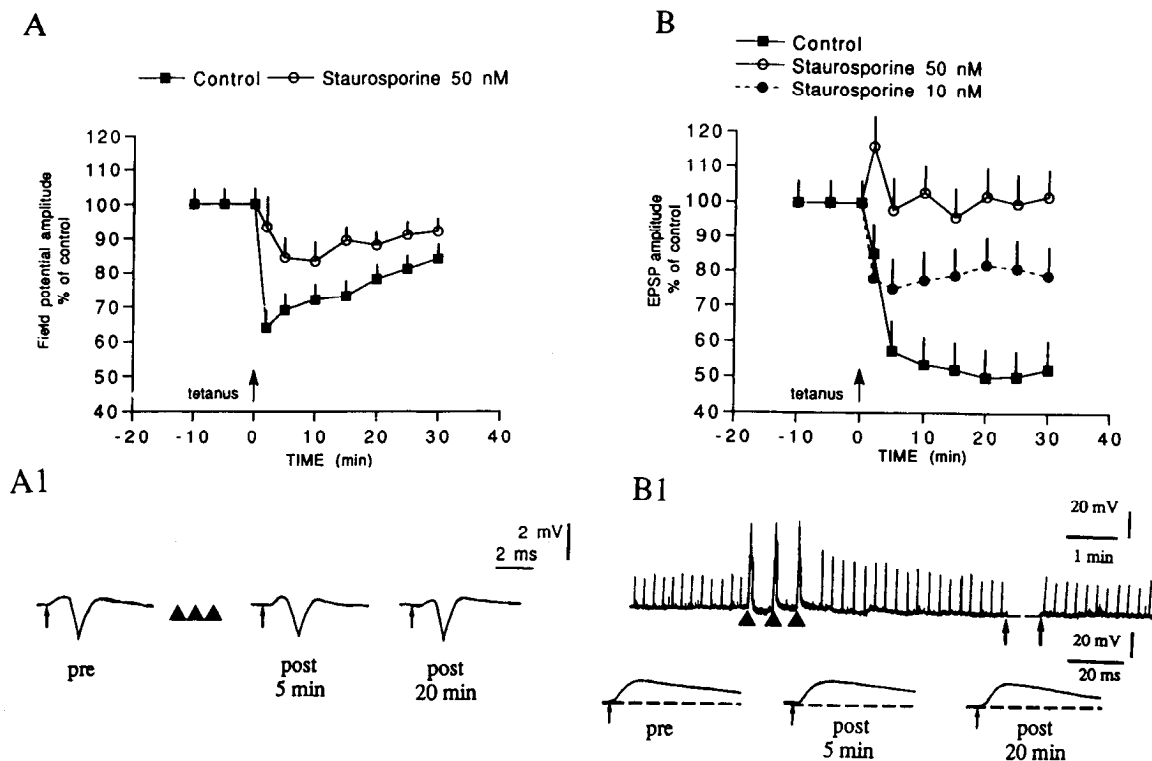 A
Control
Staurosporine 50 nM
Field potential amplitude
% of control
120
110
100
90
80
70
60
50
40
tetanus
-20
-10
0
10
20
30
40
TIME (min)
B
Control
Staurosporine 50 nM
Staurosporine 10 nM
EPSP amplitude
% of control
120
110
100
90
80
70
60
50
40
tetanus
-20
-10
0
10
20
30
40
TIME (min)
A1
2 mV
2 ms
pre
post
5 min
post
20 min
B1
20 mV
1 min
20 mV
20 ms
pre
post
5 min
post
20 min